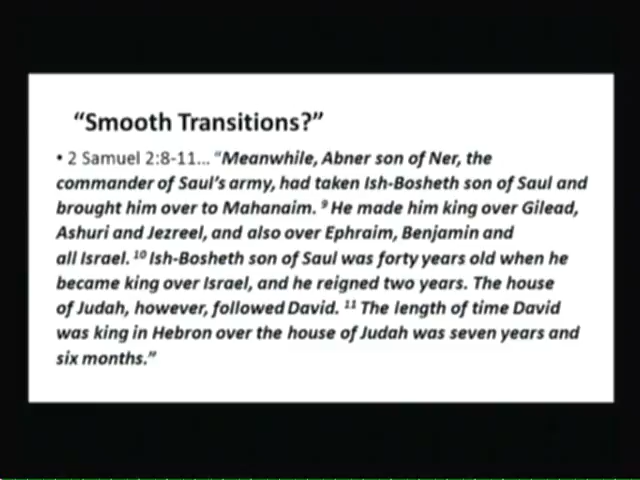 “Smooth Transitions?”
• 2 Samuel 2:8-11... “Meanwhile, Abner son of Ner, the
commander of Saul’s army, had taken Ish-Bosheth son of Saul and
brought him over to Mahanaim. ⁹ He made him king over Gilead,
Ashuri and Jezreel, and also over Ephraim, Benjamin and
all Israel. ¹⁰ Ish-Bosheth son of Saul was forty years old when he
became king over Israel, and he reigned two years. The house
of Judah, however, followed David. ¹¹ The length of time David
was king in Hebron over the house of Judah was seven years and
six months.”